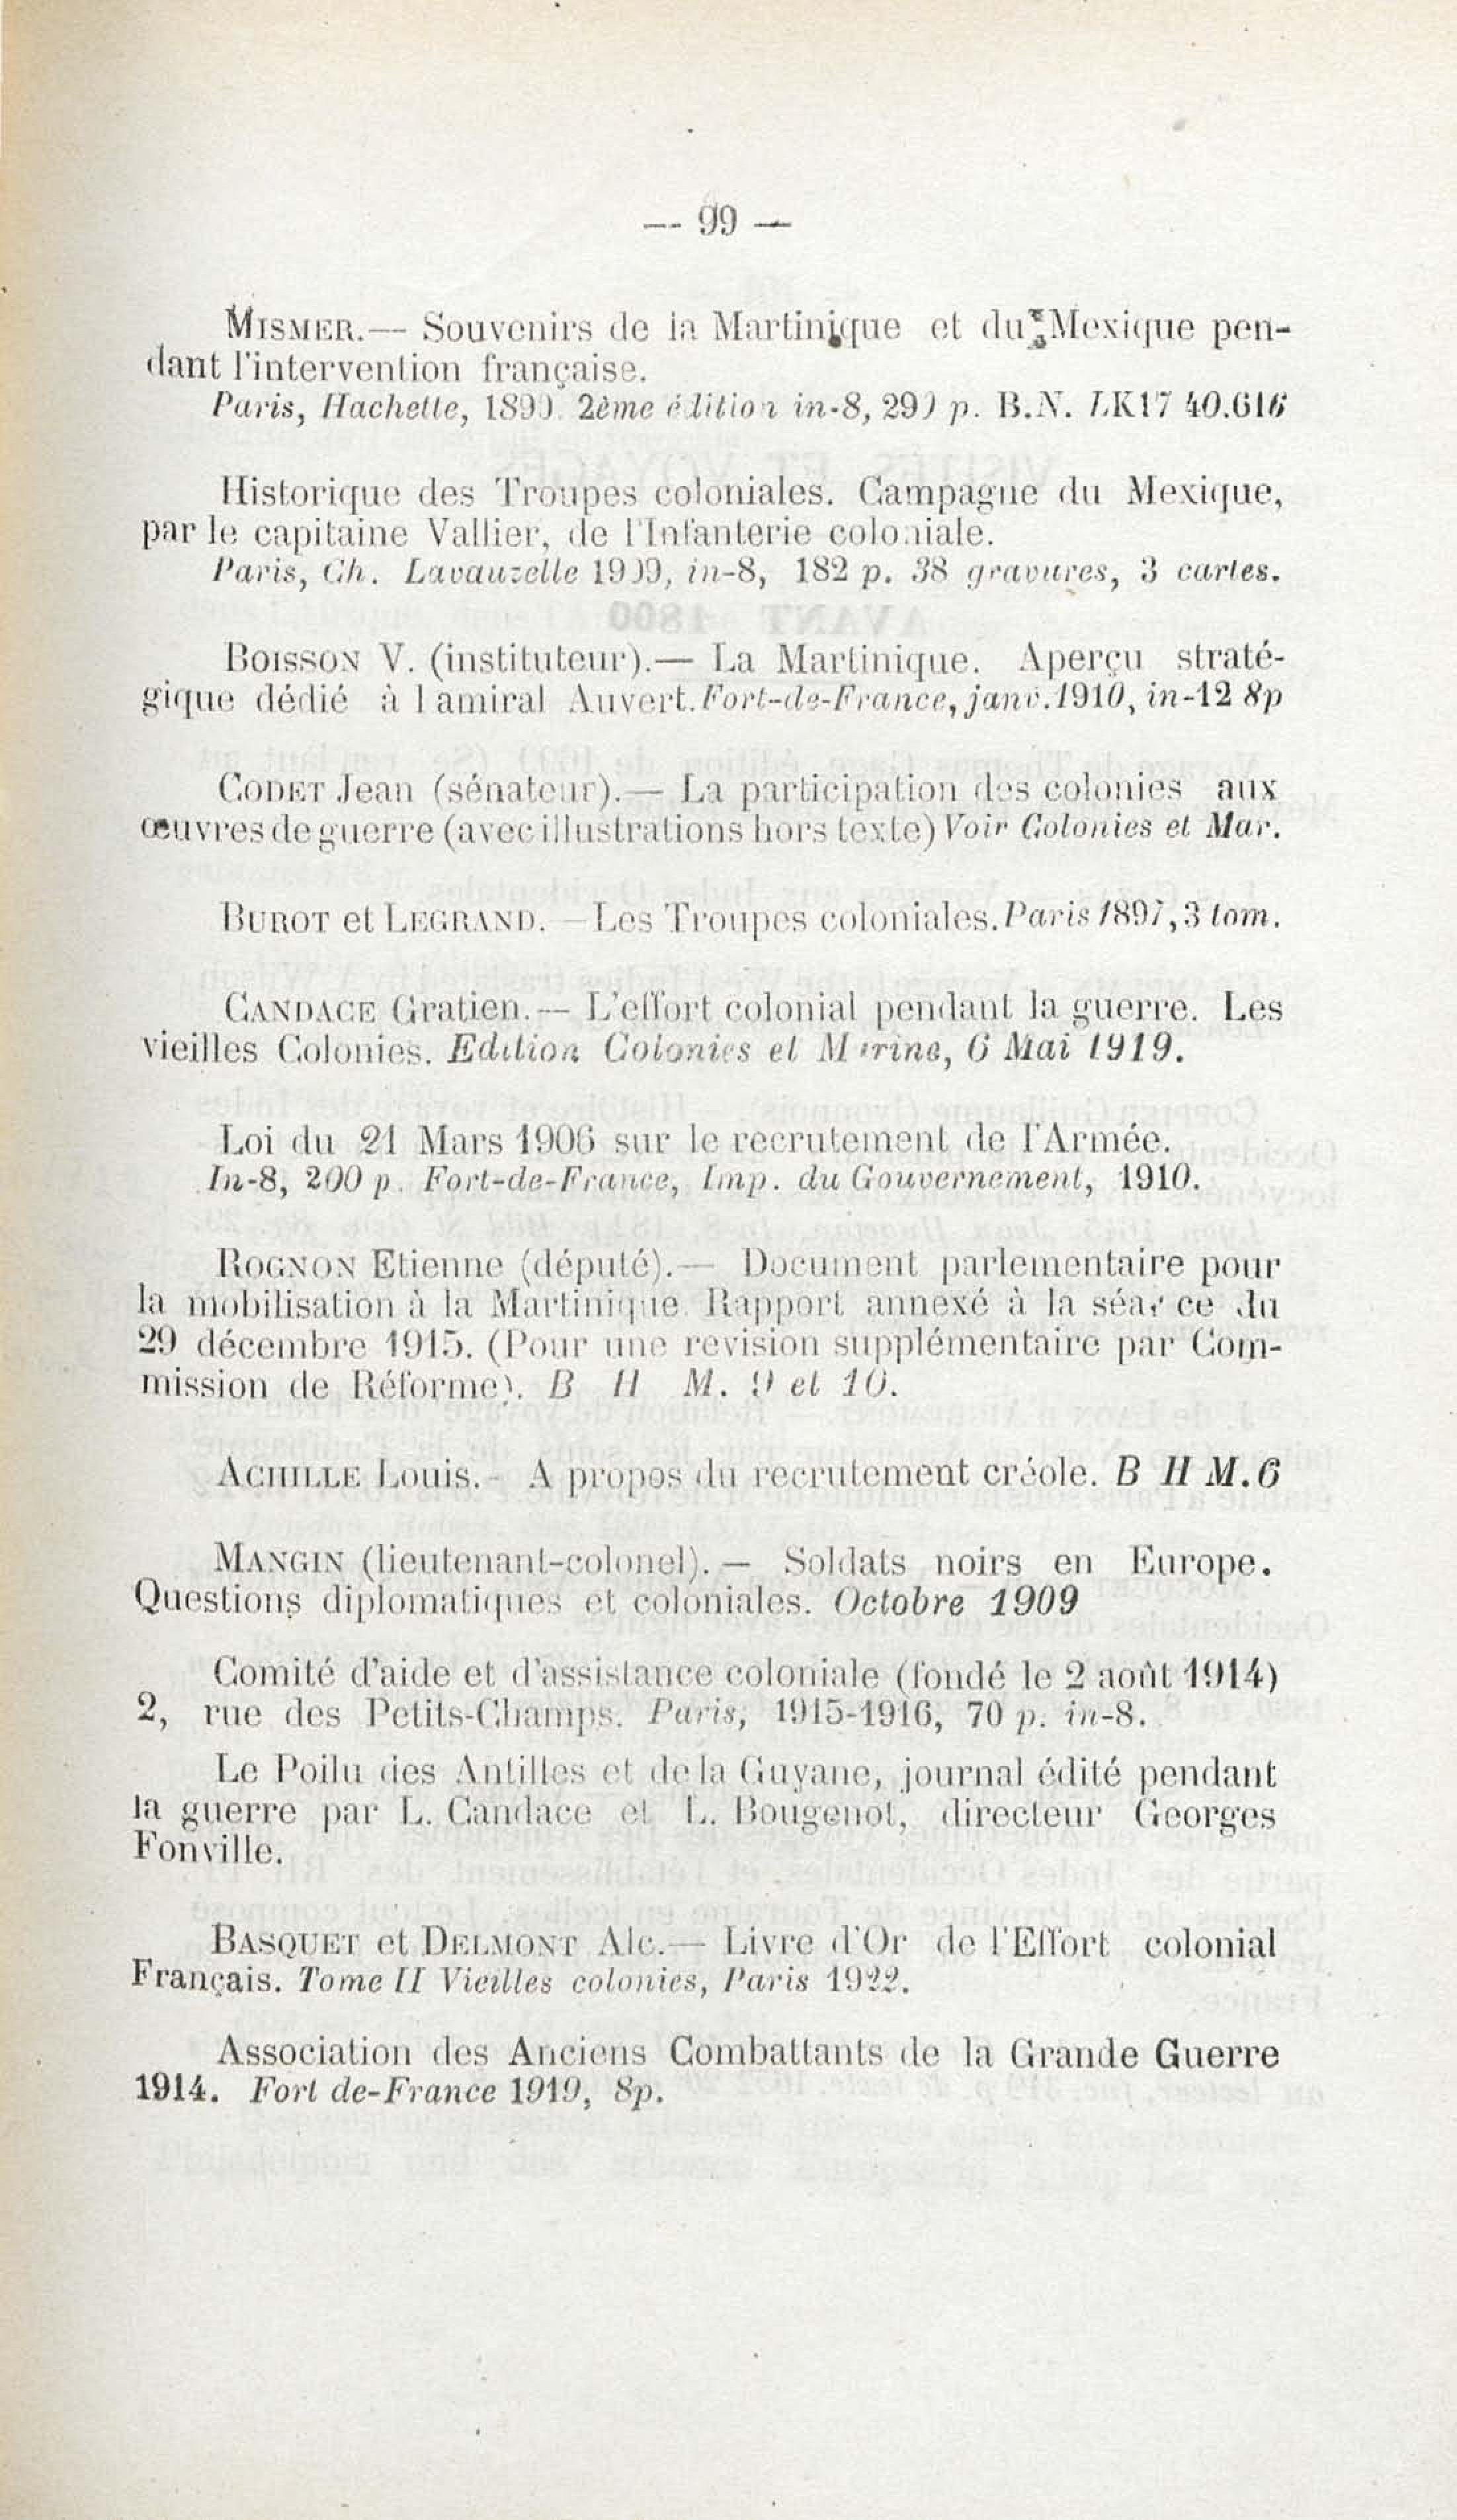 — 99 —
MISMER.— Souvenirs de la Martinique et du Mexique pen-
dant l'intervention française.
Paris, Hachette, 1890. 2ème édition in-8, 290 p. B.N. LK17 40.616
Historique des Troupes coloniales. Campagne du Mexique,
par le capitaine Vallier, de l'Infanterie coloniale.
Paris, Ch. Lavauzelle 1909, in-8, 182 p. 38 gravures, 3 cartes.
BOISSON V. (instituteur).— La Martinique. Aperçu straté-
gique dédié à l amiral Auvert. Fort-de-France, janv. 1910, in-12 8p
CODET Jean (sénateur).— La participation des colonies aux
œuvres de guerre (avec illustrations hors texte) Voir Colonies et Mar.
BUROT et LEGRAND. — Les Troupes coloniales. Paris 1897, 3 tom.
CANDACE Gratien.— L'effort colonial pendant la guerre. Les
vieilles Colonies. Edition Colonies et Marine, 6 Mai 1919.
Loi du 21 Mars 1906 sur le recrutement de l'Armée.
In-8, 200 p. Fort-de-France, Imp. du Gouvernement, 1910.
ROGNON Etienne (député).— Document parlementaire pour
la mobilisation à la Martinique. Rapport annexé à la séance du
29 décembre 1915. (Pour une revision supplémentaire par Com-
mission de Réforme). B H M. 9 et 10.
ACHILLE Louis.- A propos du recrutement créole. B H M. 6
MANGIN (lieutenant-colonel). — Soldats noirs en Europe.
Questions diplomatiques et coloniales. Octobre 1909
Comité d'aide et d'assistance coloniale (fondé le 2 août 1914)
2, rue des Petits-Champs. Paris, 1915-1916, 70 p. in-8.
Le Poilu des Antilles et de la Guyane, journal édité pendant
la guerre par L. Candace et L. Bougenot, directeur Georges
Fonville.
BASQUET et DELMONT Alc.— Livre d'Or de l'Effort colonial
Français. Tome II Vieilles colonies, Paris 1922.
Association des Anciens Combattants de la Grande Guerre
1914. Fort de-France 1919, 8p.